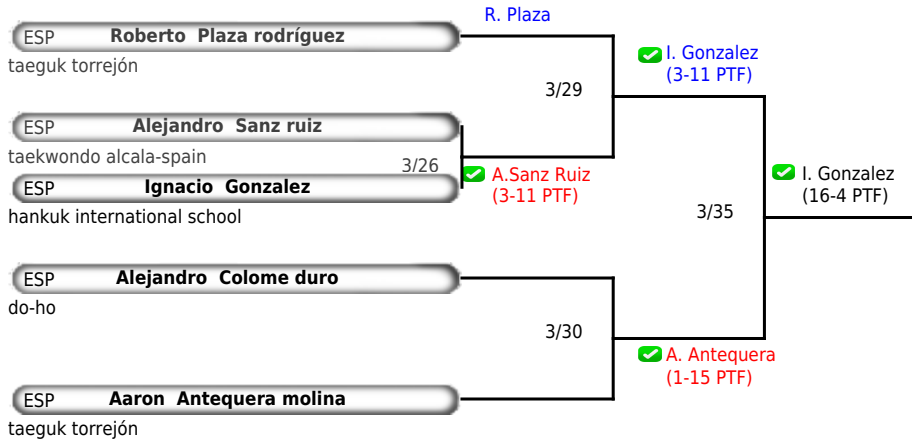 R. Plaza
ESP Roberto Plaza rodríguez
taeguk torrejón
I. Gonzalez
(3-11 PTF)
3/29
ESP Alejandro Sanz ruiz
taekwondo alcala-spain
3/26
A.Sanz Ruiz
(3-11 PTF)
I. Gonzalez
(16-4 PTF)
ESP Ignacio Gonzalez
hankuk international school
3/35
ESP Alejandro Colome duro
do-ho
3/30
A. Antequera
(1-15 PTF)
ESP Aaron Antequera molina
taeguk torrejón